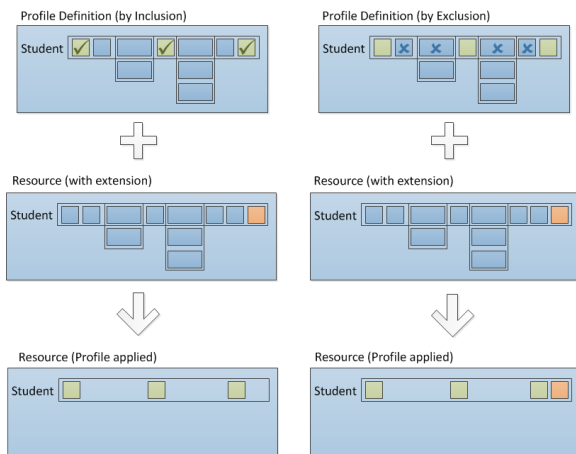 Profile Definition (by Inclusion)
Student
Resource (with extension)
Student
Resource (Profile applied)
Student
Profile Definition (by Exclusion)
Student
Resource (with extension)
Student
Resource (Profile applied)
Student